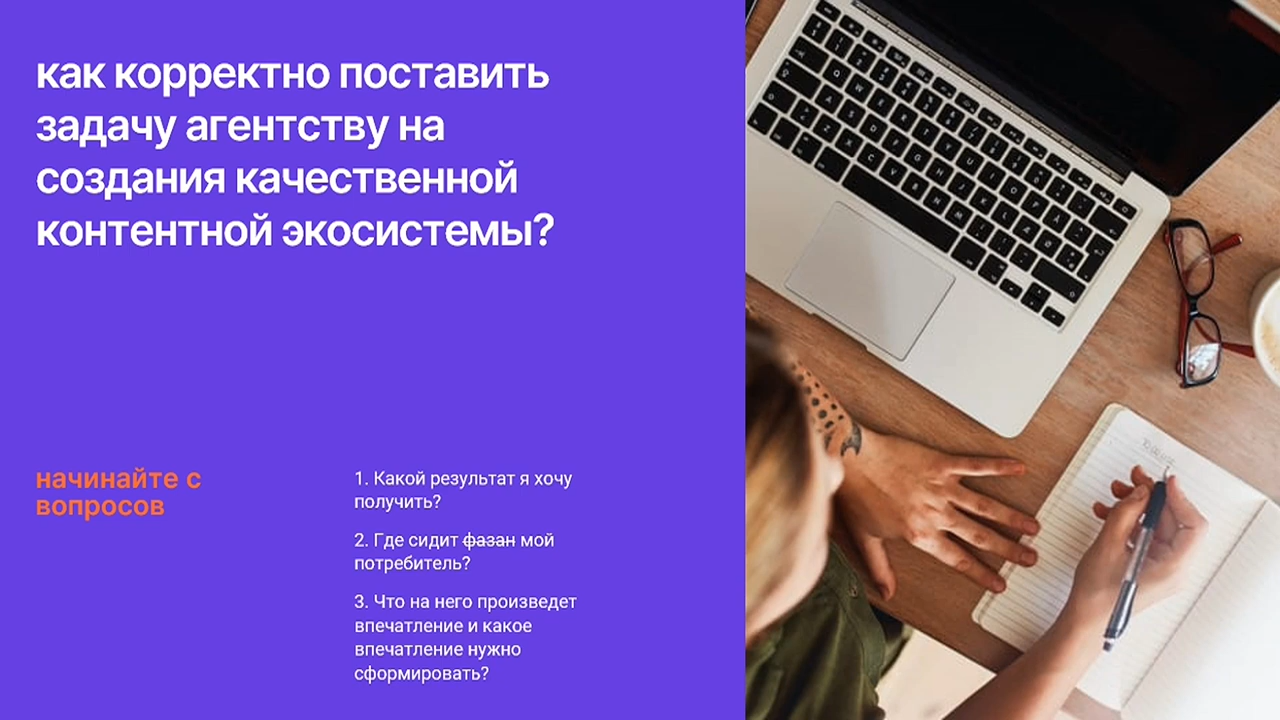 как корректно поставить
задачу агентству на
создания качественной
контентной экосистемы?
начинайте с
вопросов
1. Какой результат я хочу
получить?
2. Где сидит фазан мой
потребитель?
3. Что на него произведет
впечатление и какое
впечатление нужно
сформировать?